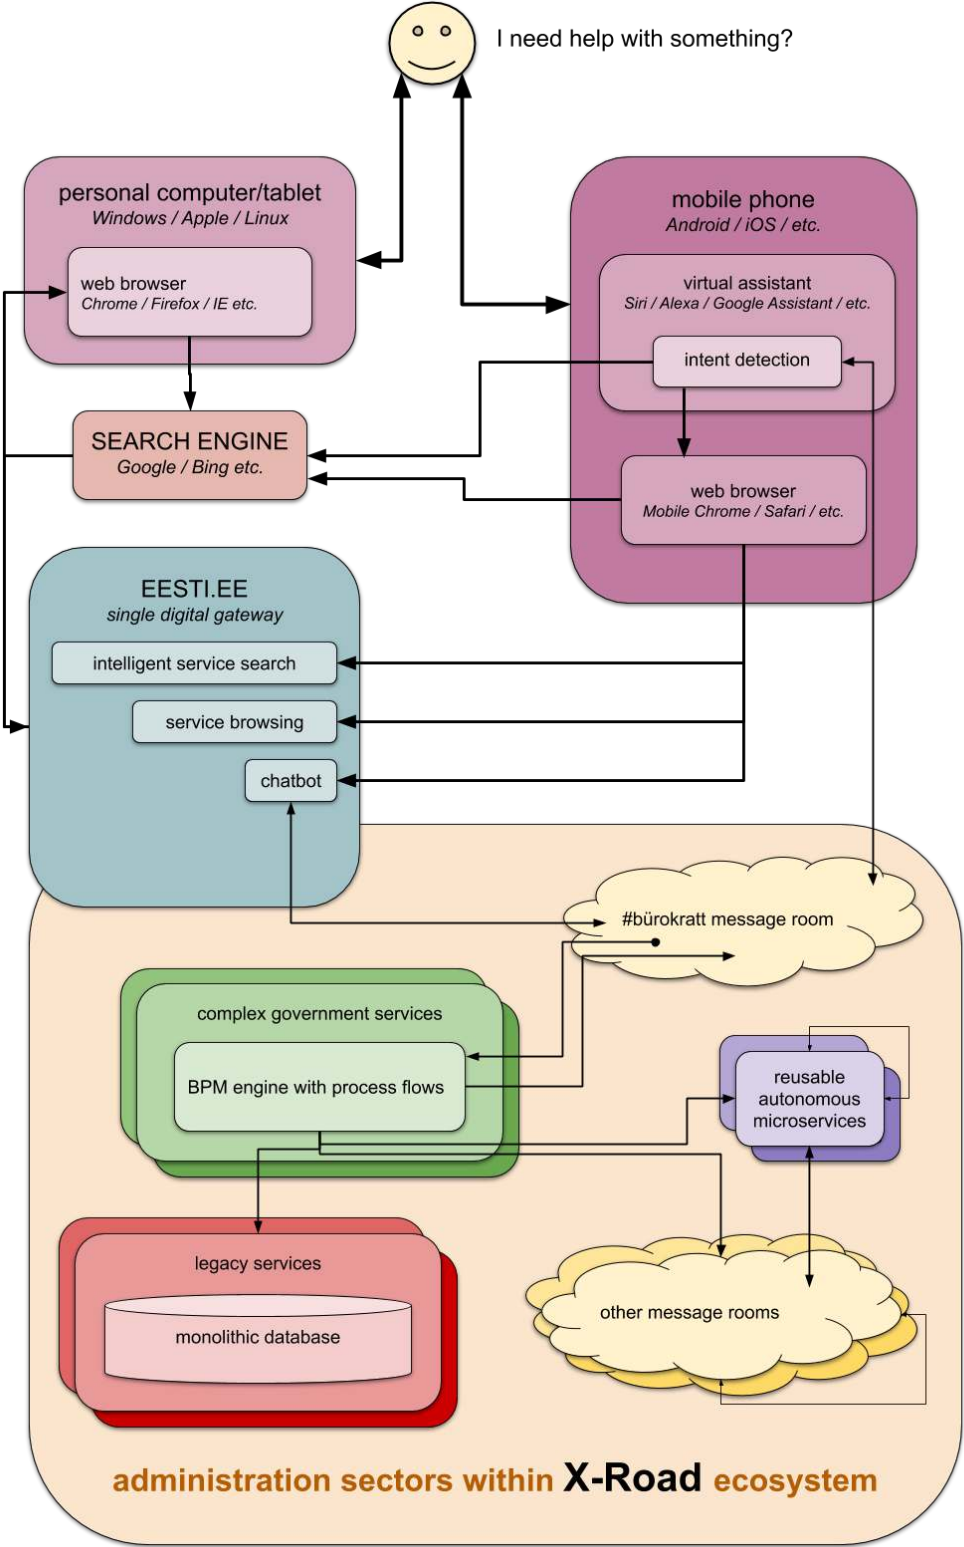 I need help with something?
personal computer/tablet
Windows / Apple / Linux
web browser
Chrome / Firefox / IE etc.
mobile phone
Android / iOS / etc.
virtual assistant
Siri / Alexa / Google Assistant / etc.
intent detection
web browser
Mobile Chrome / Safari / etc.
SEARCH ENGINE
Google / Bing etc.
EESTI.EE
single digital gateway
intelligent service search
service browsing
chatbot
#bürokratt message room
complex government services
BPM engine with process flows
reusable
autonomous
microservices
legacy services
monolithic database
other message rooms
administration sectors within X-Road ecosystem